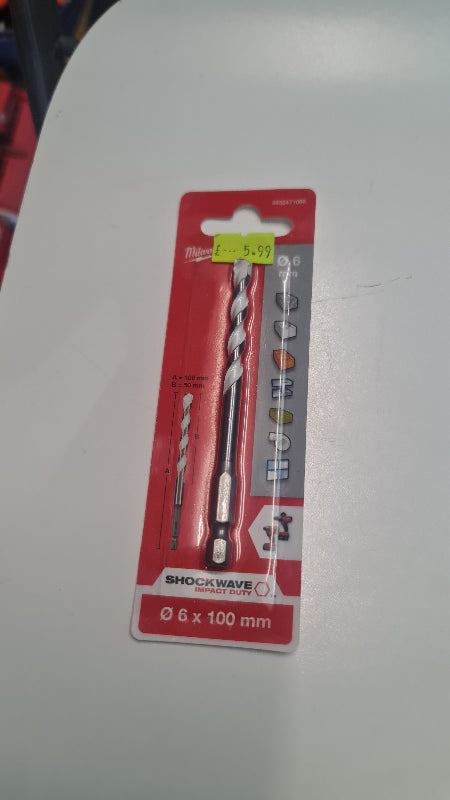 Milwa
£-- 5.99
Ø 6
mm
A = 100 mm
B = 50 mm
B
A
SHOCKWAVE
IMPACT DUTY
Ø 6 x 100 mm